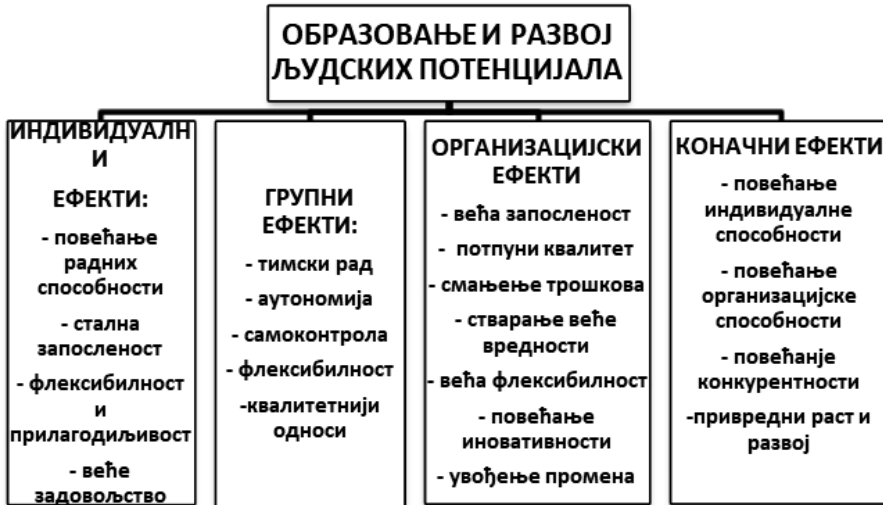 ОБРАЗОВАЊЕ И РАЗВОЈ
ЉУДСКИХ ПОТЕНЦИЈАЛА
ИНДИВИДУАЛН
И
ЕФЕКТИ:
- повећање
радних
способности
- стална
запосленост
- флексибилност
и
прилагодиљивост
- веће
задовољство
ГРУПНИ
ЕФЕКТИ:
- тимски рад
- аутономија
- самоконтрола
- флексибилност
-квалитетнији
односи
ОРГАНИЗАЦИЈСКИ
ЕФЕКТИ
- већа запосленост
- потпуни квалитет
- смањење трошкова
- стварање веће
вредности
- већа флексибилност
- повећање
иновативности
- увођење промена
КОНАЧНИ ЕФЕКТИ
- повећање
индивидуалне
способности
- повећање
организацијске
способности
- повећанје
конкурентности
-привредни раст и
развој